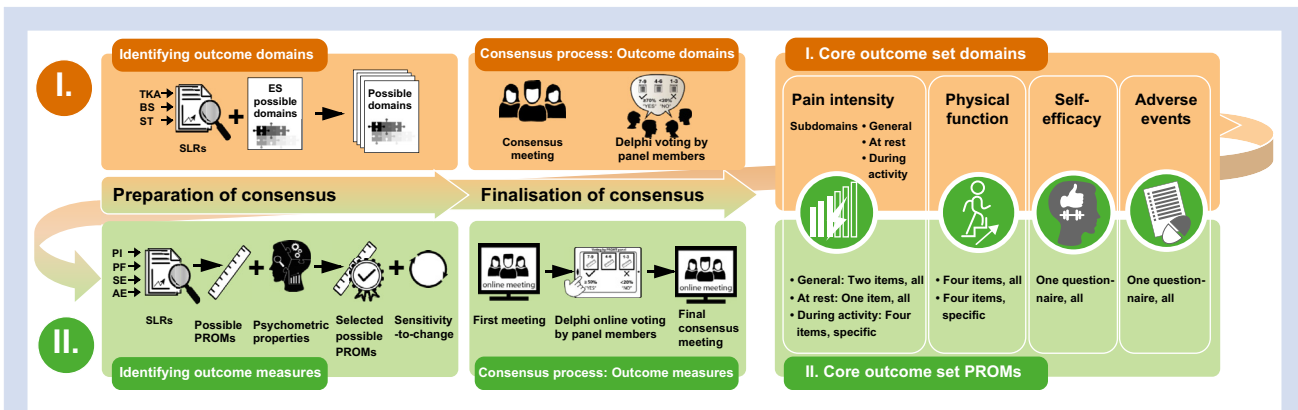 I.
Identifying outcome domains
TKA
BS
ST
SLRs
ES
possible
domains
Possible
domains
Consensus process: Outcome domains
Consensus
meeting
7-9 4-6 1-3
≥70% <20%
"YES" "NO"
Delphi voting by
panel members
I. Core outcome set domains
Pain intensity
Subdomains • General
• At rest
• During
activity
Physical
function
Self-
efficacy
Adverse
events
Preparation of consensus
Finalisation of consensus
II.
PI
PF
SE
AE
SLRs
Possible
PROMs
Psychometric
properties
Selected
possible
PROMs
Sensitivity
-to-change
Identifying outcome measures
online meeting
First meeting
7-9 4-6 1-3
≥50% <20%
"YES" "NO"
Delphi online voting
by panel members
online meeting
Final
consensus
meeting
Consensus process: Outcome measures
• General: Two items, all
• At rest: One item, all
• During activity: Four
items, specific
• Four items, all
• Four items,
specific
One question-
naire, all
One question-
naire, all
II. Core outcome set PROMs